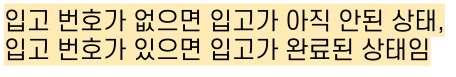 입고 번호가 없으면 입고가 아직 안된 상태,
입고 번호가 있으면 입고가 완료된 상태임